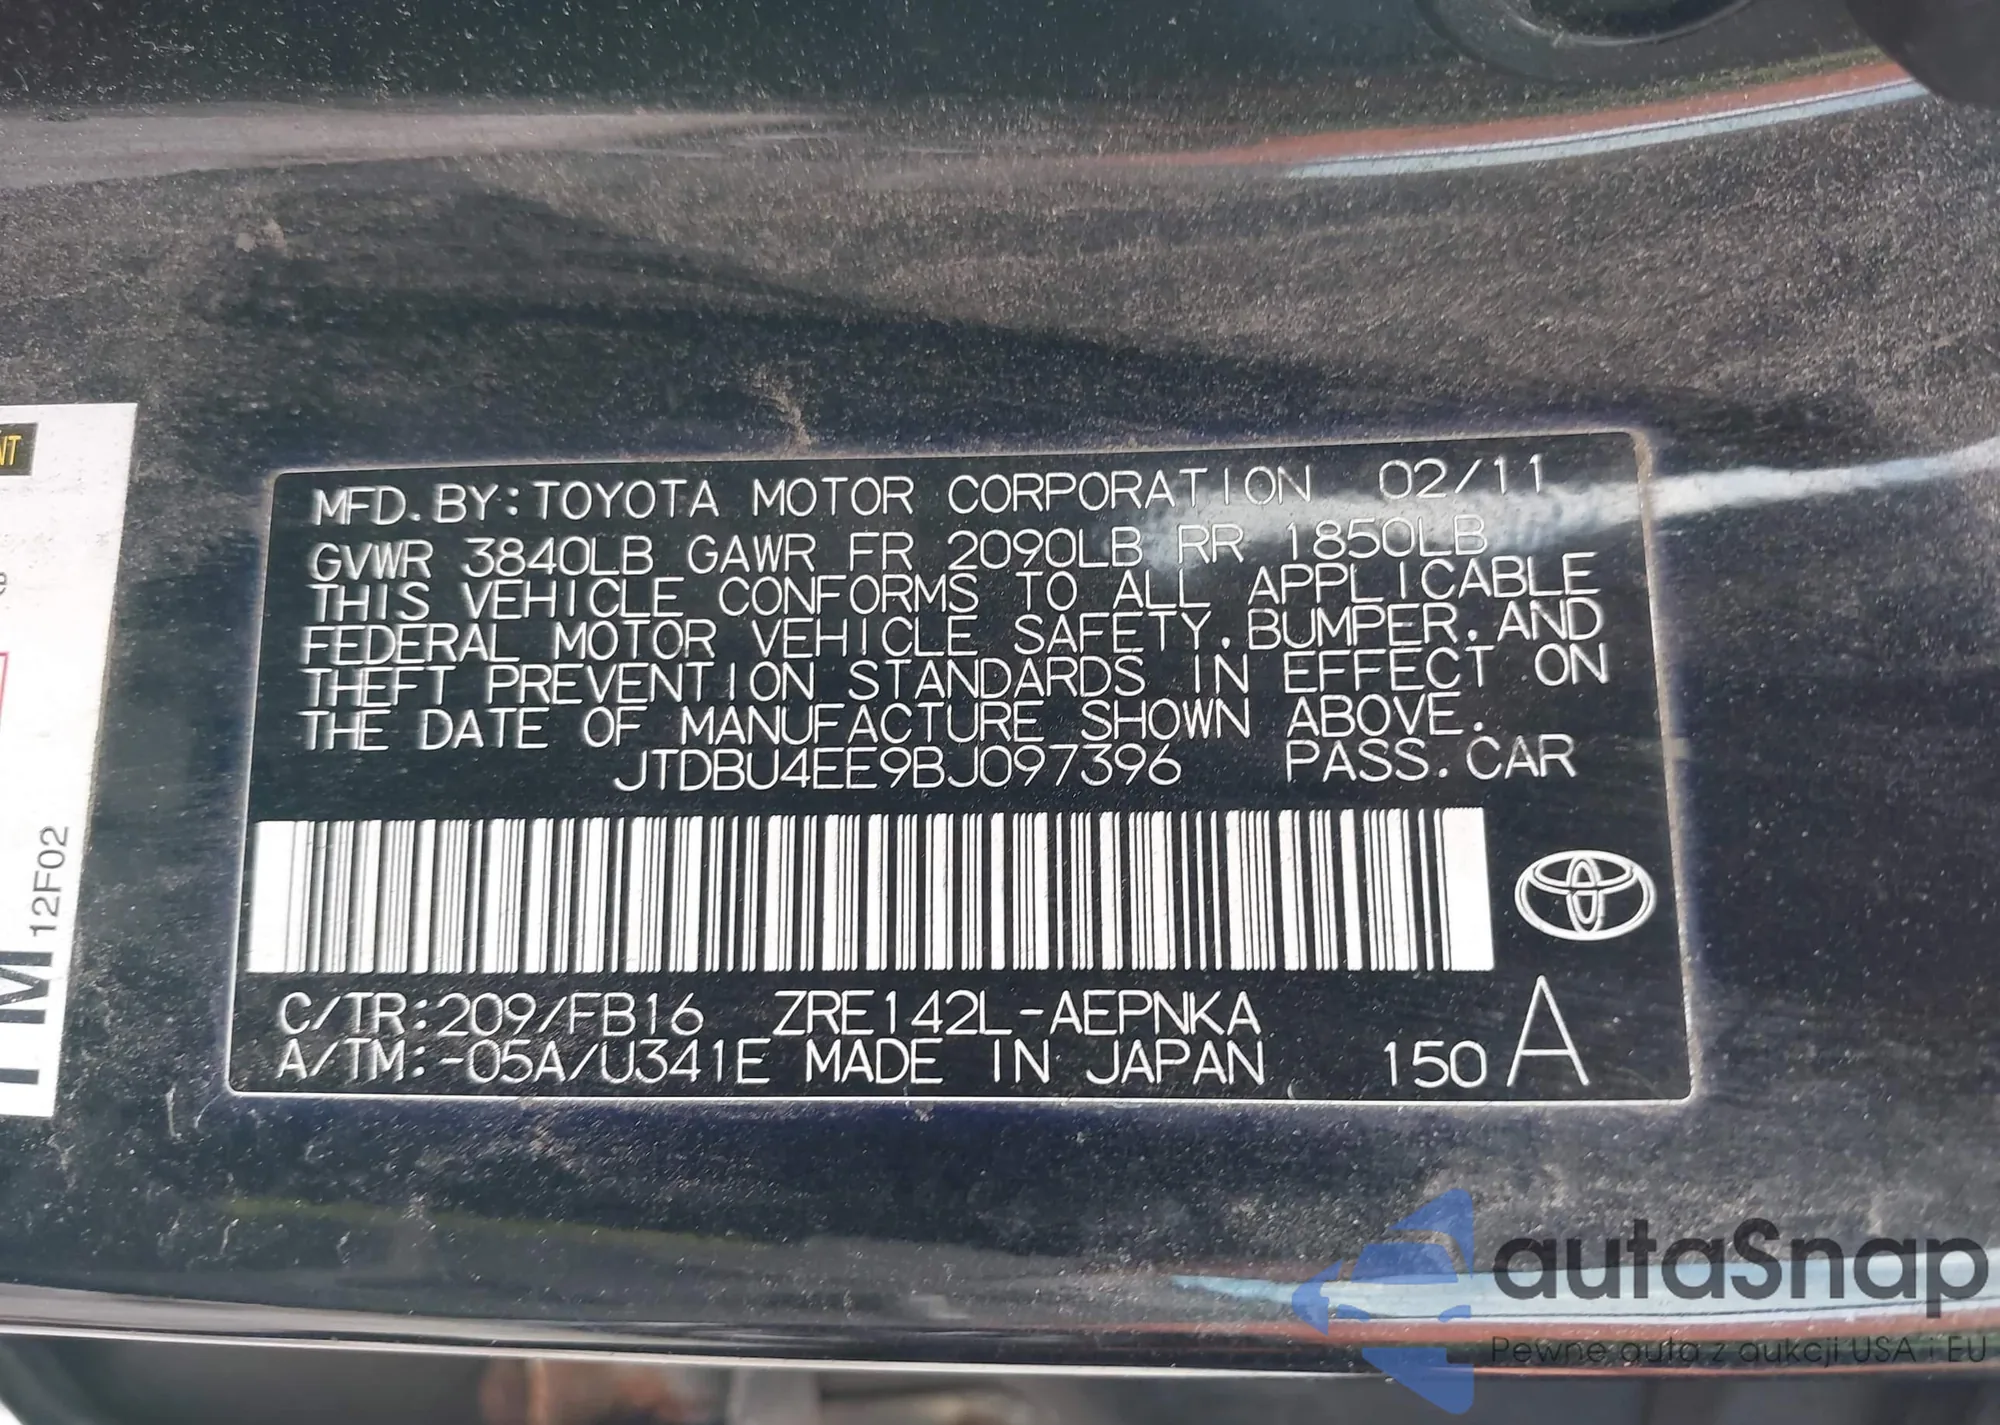 MFD. BY: TOYOTA MOTOR CORPORATION 02/11
GVWR 3840LB GAWR FR 2090LB RR 1850LB
THIS VEHICLE CONFORMS TO ALL APPLICABLE
FEDERAL MOTOR VEHICLE SAFETY, BUMPER, AND
THEFT PREVENTION STANDARDS IN EFFECT ON
THE DATE OF MANUFACTURE SHOWN ABOVE.
JTDBU4EE9BJ097396 PASS. CAR
C/TR: 209/FB16 ZRE142L-AEPNKA
A/TM: -05A/U341E MADE IN JAPAN 150 A
12F02
autaSnap
Pewne auta z aukcji USA i EU